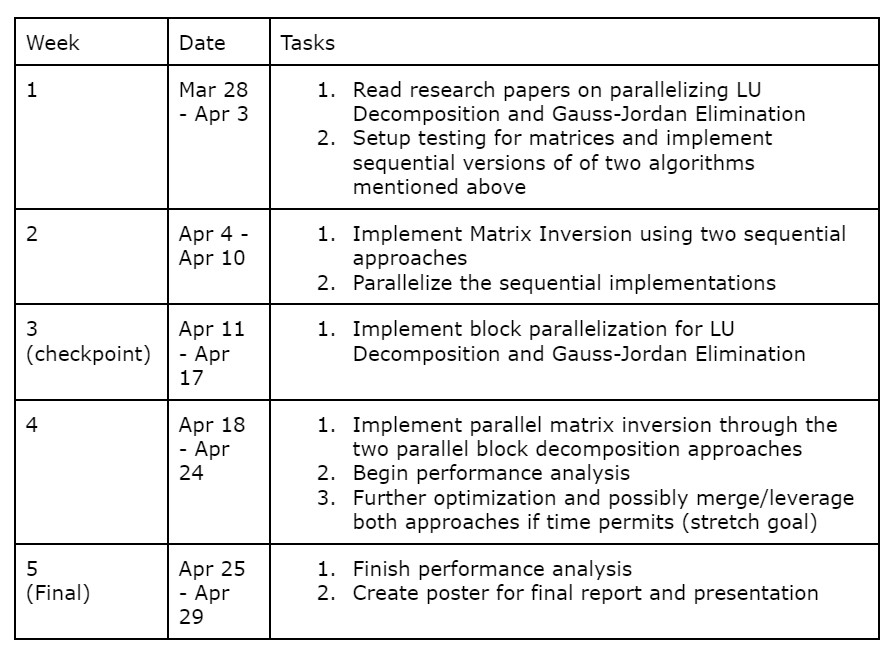 Week Date Tasks
1 Mar 28 1. Read research papers on parallelizing LU
- Apr 3 Decomposition and Gauss-Jordan Elimination
2. Setup testing for matrices and implement
sequential versions of of two algorithms
mentioned above
2 Apr 4 - 1. Implement Matrix Inversion using two sequential
Apr 10 approaches
2. Parallelize the sequential implementations
3 Apr 11 1. Implement block parallelization for LU
(checkpoint) - Apr Decomposition and Gauss-Jordan Elimination
17
4 Apr 18 1. Implement parallel matrix inversion through the
- Apr two parallel block decomposition approaches
24 2. Begin performance analysis
3. Further optimization and possibly merge/leverage
both approaches if time permits (stretch goal)
5 Apr 25 1. Finish performance analysis
(Final) - Apr 2. Create poster for final report and presentation
29